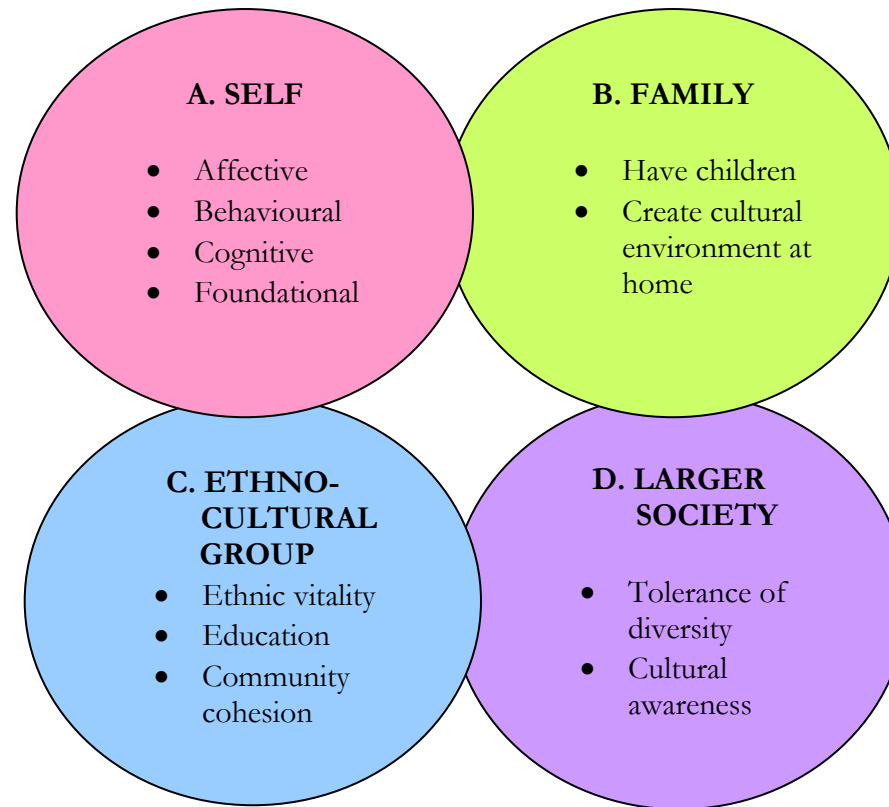 A. SELF
• Affective
• Behavioural
• Cognitive
• Foundational
B. FAMILY
• Have children
• Create cultural
environment at
home
C. ETHNO-
CULTURAL
GROUP
• Ethnic vitality
• Education
• Community
cohesion
D. LARGER
SOCIETY
• Tolerance of
diversity
• Cultural
awareness